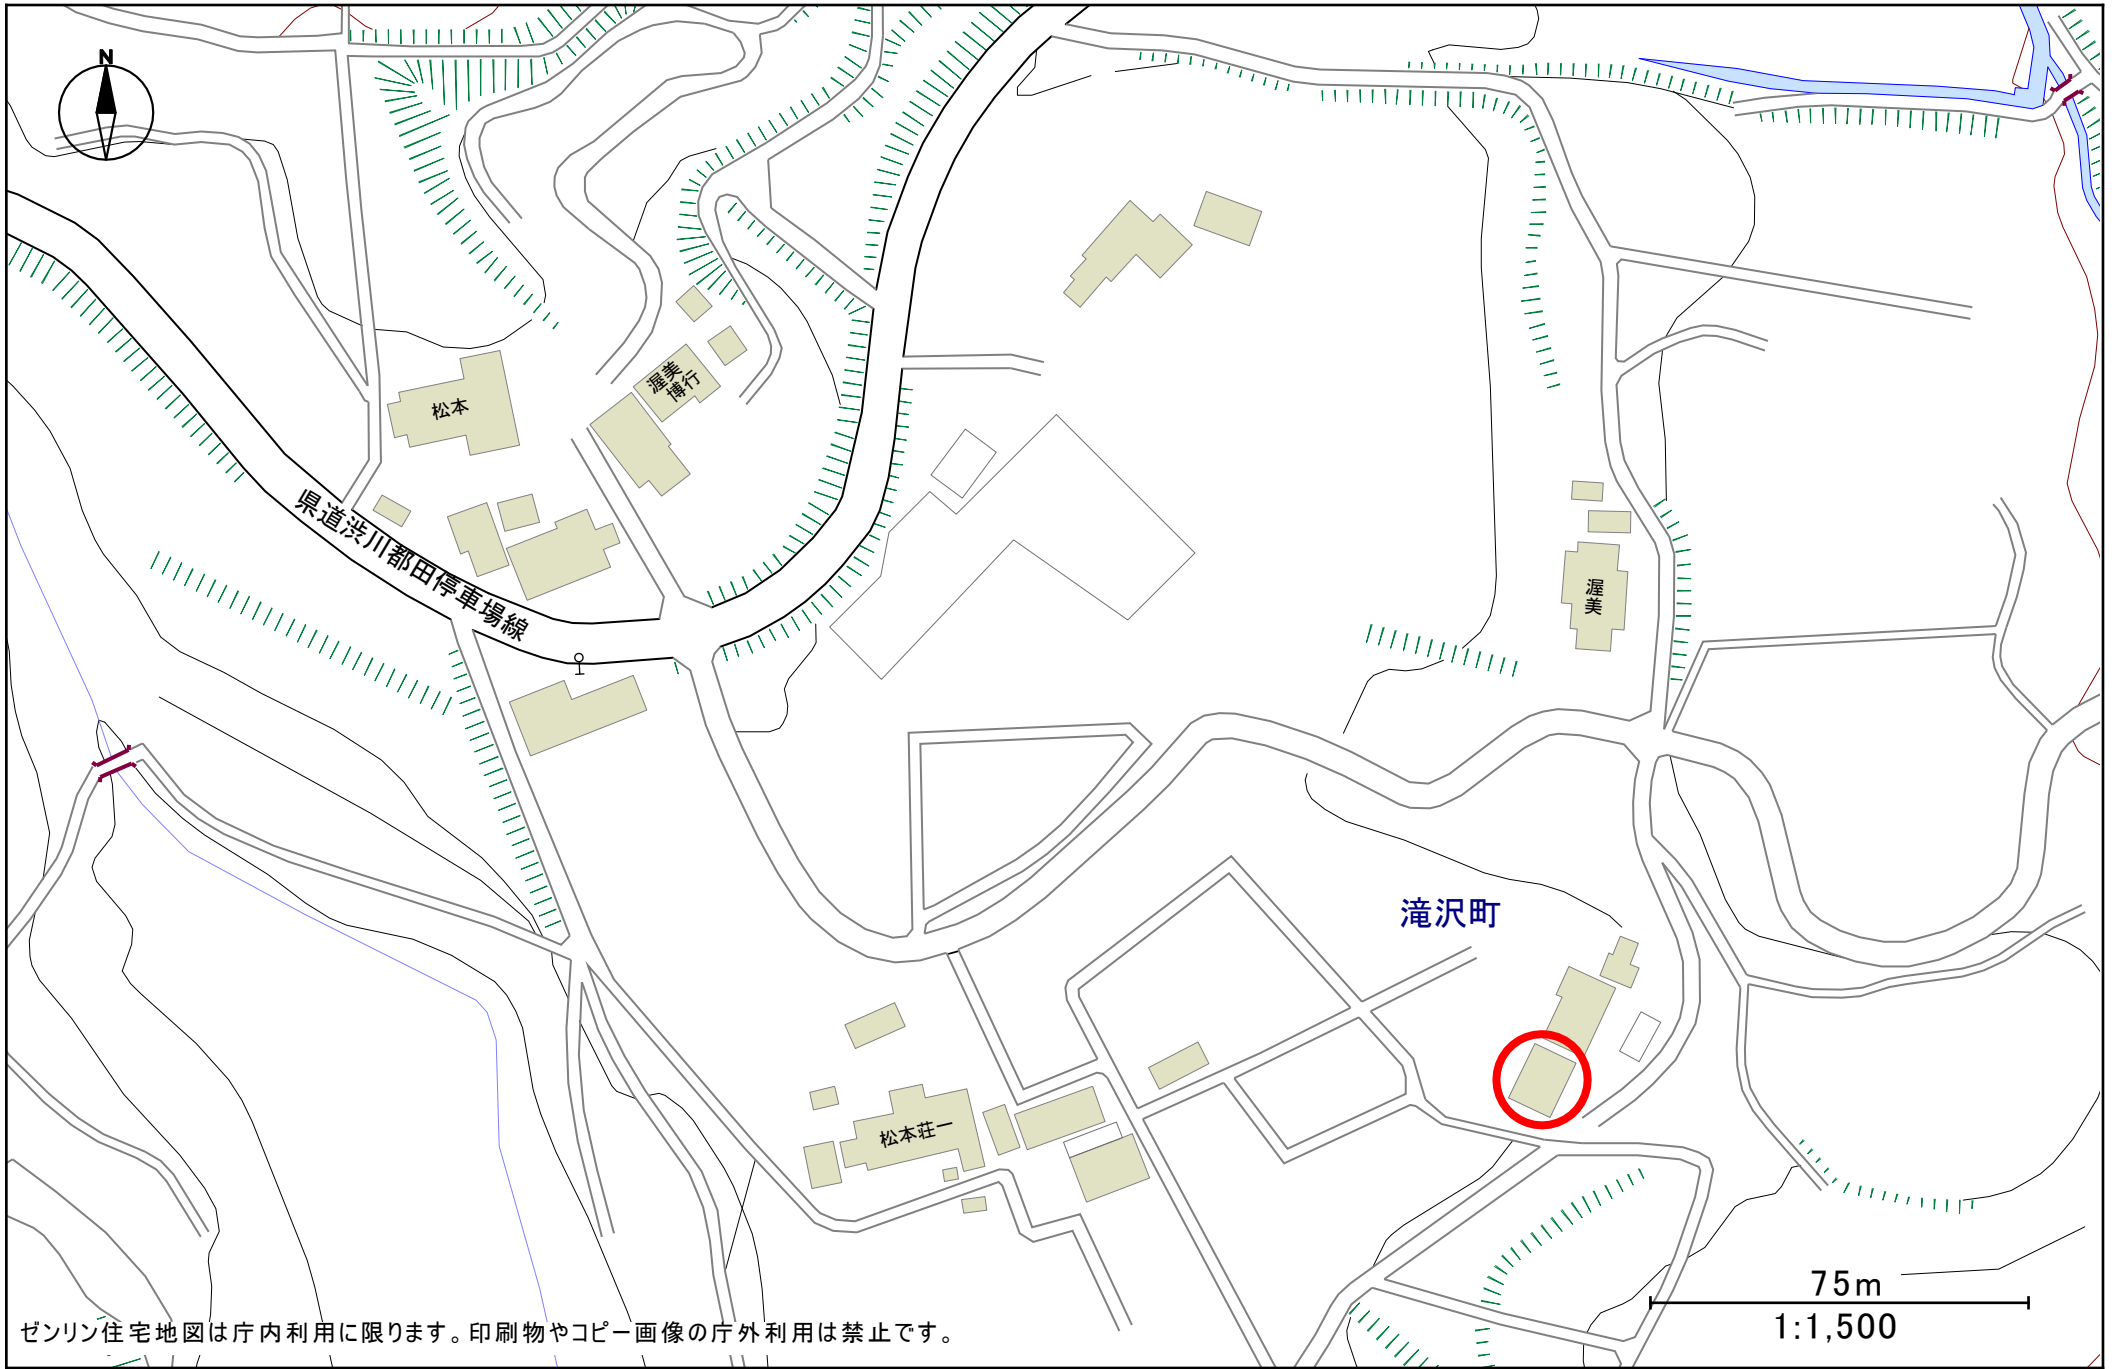 N
渥美
博行
松本
県道渋川都田停車場線
渥美
滝沢町
松本荘一
75m
1:1,500
ゼンリン住宅地図は庁内利用に限ります。印刷物やコピー画像の庁外利用は禁止です。